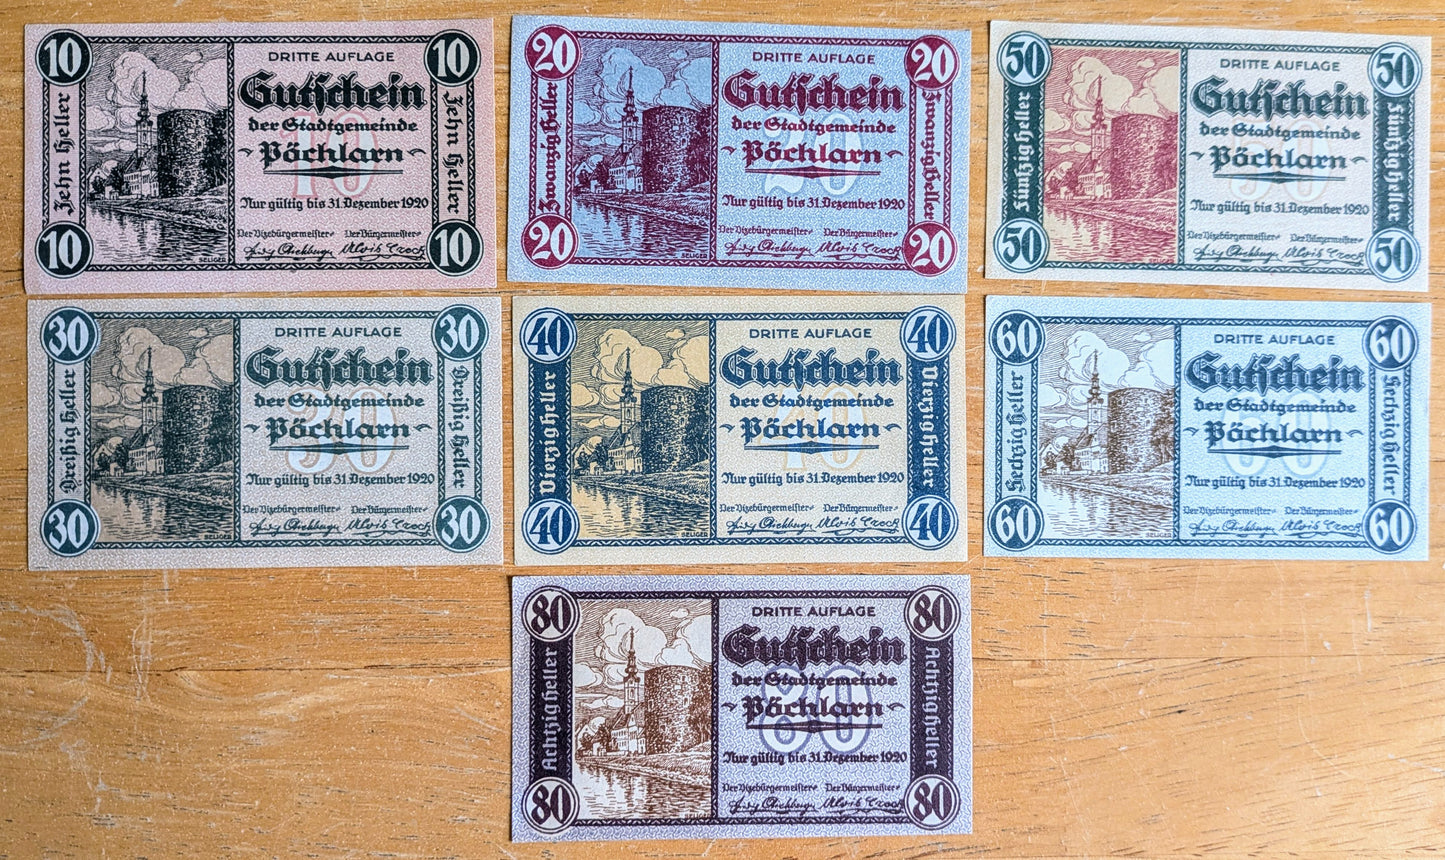 10
10
Zehn Heller
Zehn Heller
DRITTE AUFLAGE
Gutschein
der Stadtgemeinde
Pöchlarn
10
Nur gültig bis 31. Dezember 1920
Der Vizebürgermeister
Der Bürgermeister
SELIGER
10
10
20
20
Zwanzig Heller
Zwanzig Heller
DRITTE AUFLAGE
Gutschein
der Stadtgemeinde
Pöchlarn
20
Nur gültig bis 31. Dezember 1920
Der Vizebürgermeister
Der Bürgermeister
SELIGER
20
20
50
50
Fünfzig Heller
Fünfzig Heller
DRITTE AUFLAGE
Gutschein
der Stadtgemeinde
Pöchlarn
50
Nur gültig bis 31. Dezember 1920
Der Vizebürgermeister
Der Bürgermeister
SELIGER
50
50
30
30
Dreißig Heller
Dreißig Heller
DRITTE AUFLAGE
Gutschein
der Stadtgemeinde
Pöchlarn
30
Nur gültig bis 31. Dezember 1920
Der Vizebürgermeister
Der Bürgermeister
SELIGER
30
30
40
40
Vierzig Heller
Vierzig Heller
DRITTE AUFLAGE
Gutschein
der Stadtgemeinde
Pöchlarn
40
Nur gültig bis 31. Dezember 1920
Der Vizebürgermeister
Der Bürgermeister
SELIGER
40
40
60
60
Sechzig Heller
Sechzig Heller
DRITTE AUFLAGE
Gutschein
der Stadtgemeinde
Pöchlarn
60
Nur gültig bis 31. Dezember 1920
Der Vizebürgermeister
Der Bürgermeister
SELIGER
60
60
80
80
Achtzig Heller
Achtzig Heller
DRITTE AUFLAGE
Gutschein
der Stadtgemeinde
Pöchlarn
80
Nur gültig bis 31. Dezember 1920
Der Vizebürgermeister
Der Bürgermeister
SELIGER
80
80